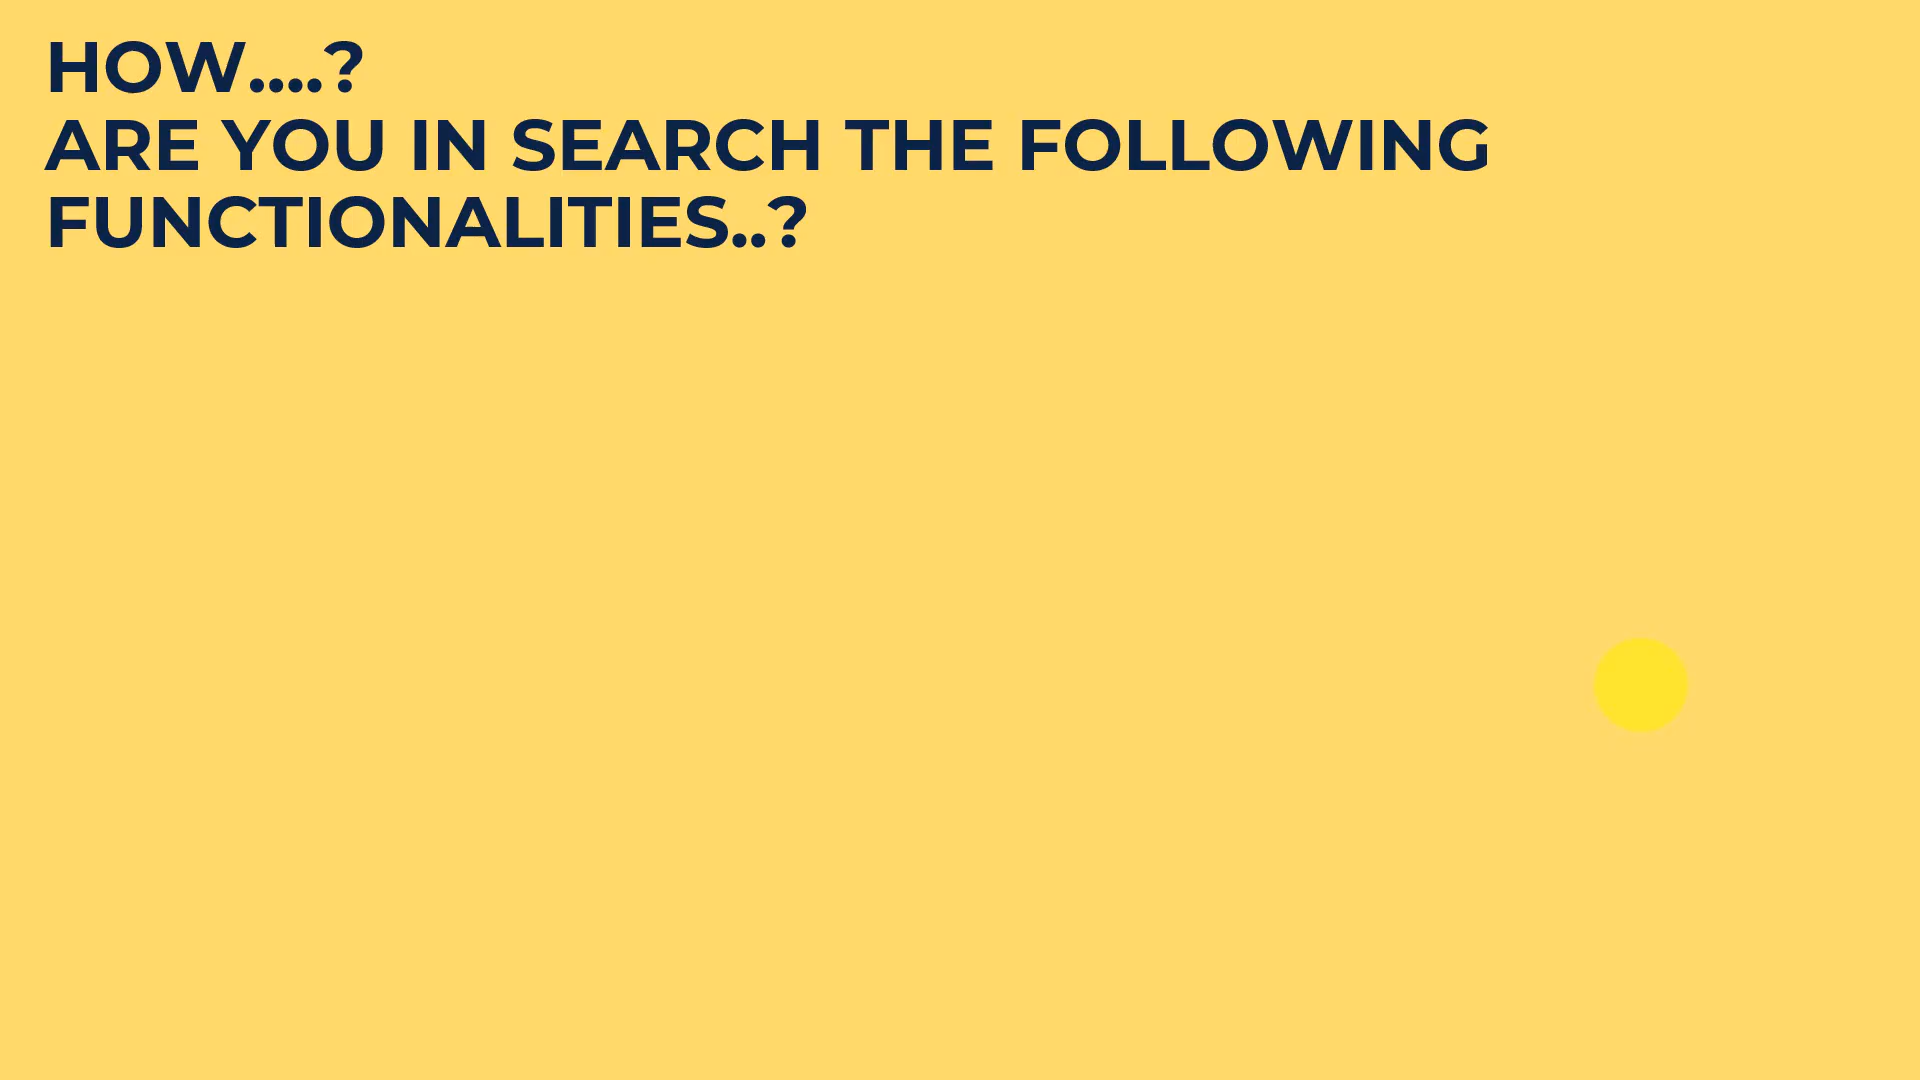 HOW....?
ARE YOU IN SEARCH THE FOLLOWING
FUNCTIONALITIES..?